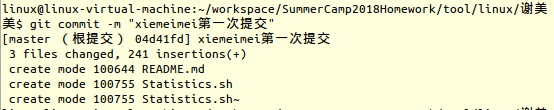 linux@linux-virtual-machine:~/workspace/SummerCamp2018Homework/tool/linux/谢美
美$ git commit -m "xiemeimei第一次提交"
[master （根提交） 04d41fd] xiemeimei第一次提交
 3 files changed, 241 insertions(+)
 create mode 100644 README.md
 create mode 100755 Statistics.sh
 create mode 100755 Statistics.sh~